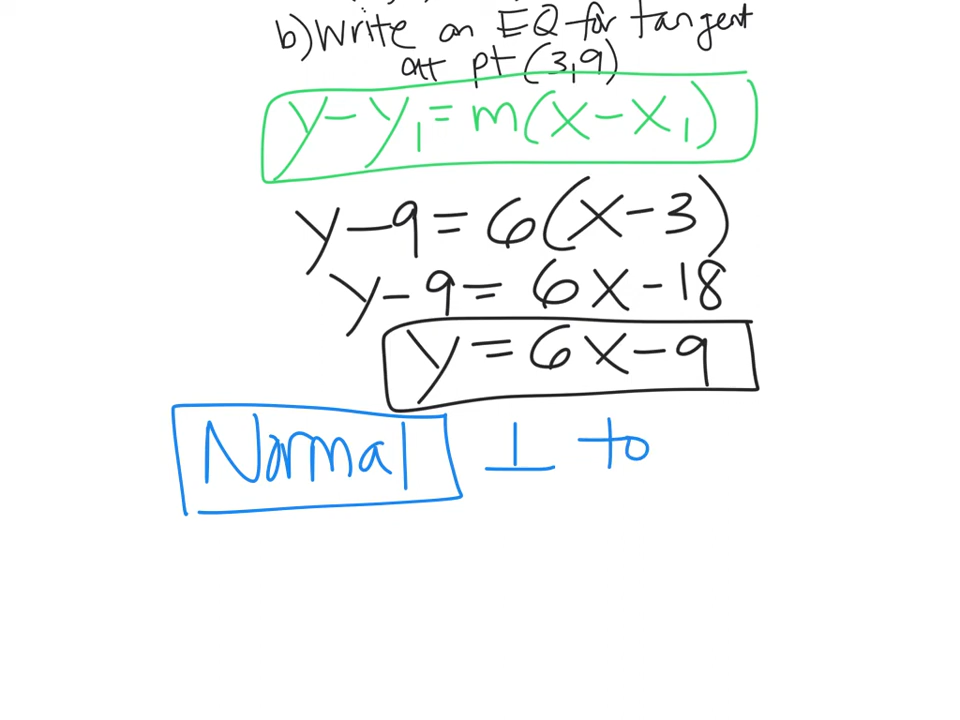 b) Write an EQ for tangent
att pt (3,9)
y-y₁=m(x-x₁)
y-9=6(x-3)
y-9=6x-18
y=6x-9
Normal ⊥ to